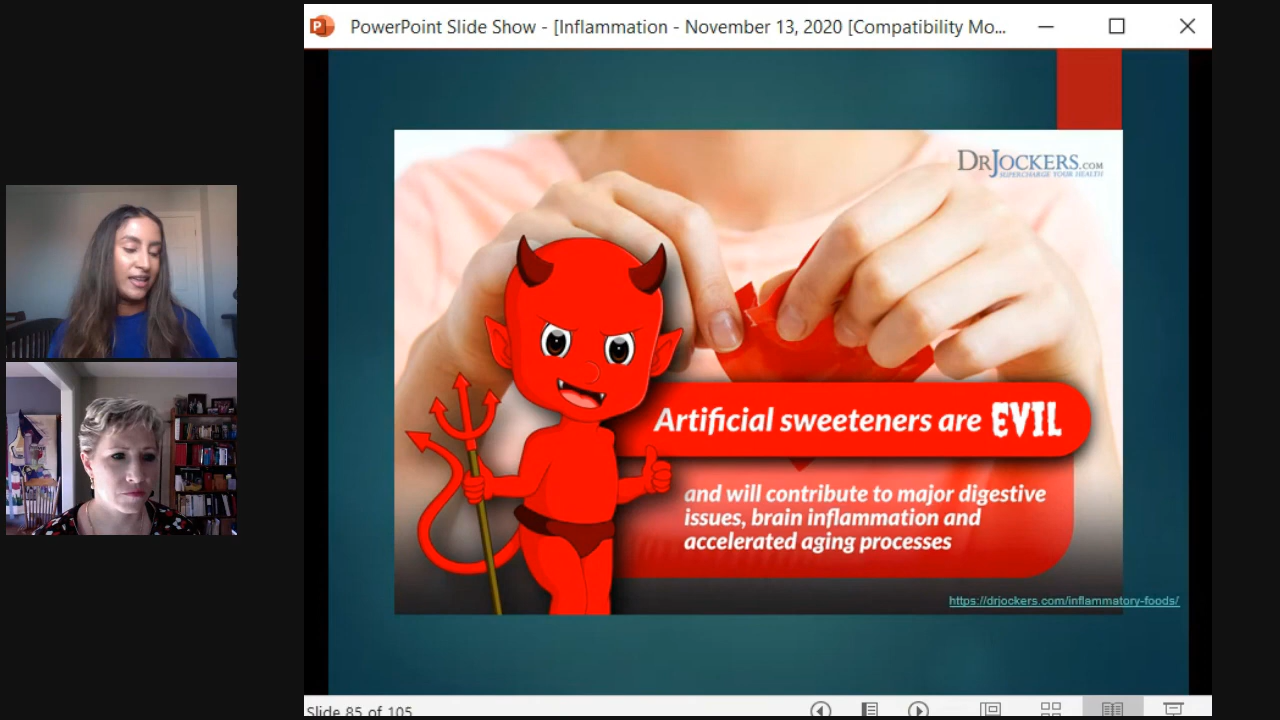 PowerPoint Slide Show - [Inflammation - November 13, 2020 [Compatibility Mo...
DRJOCKERS.COM
SUPERCHARGE YOUR HEALTH
Artificial sweeteners are EVIL
and will contribute to major digestive
issues, brain inflammation and
accelerated aging processes
https://drjockers.com/inflammatory-foods/
Slide 85 of 105